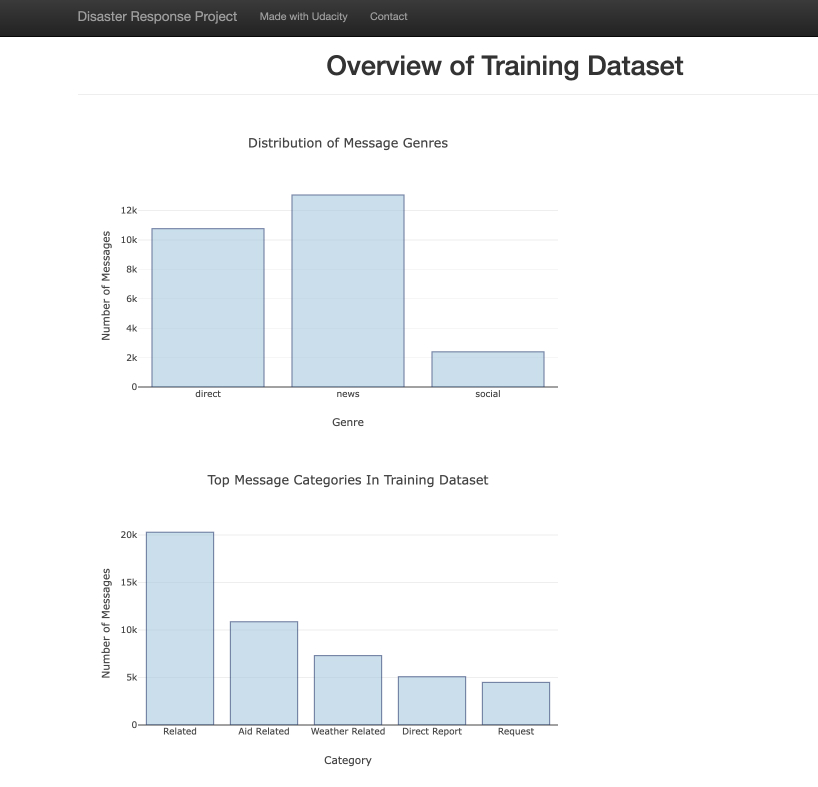 Disaster Response Project Made with Udacity Contact
Overview of Training Dataset
Distribution of Message Genres
Number of Messages
12k
10k
8k
6k
4k
2k
0
direct news social
Genre
Top Message Categories In Training Dataset
Number of Messages
20k
15k
10k
5k
0
Related Aid Related Weather Related Direct Report Request
Category